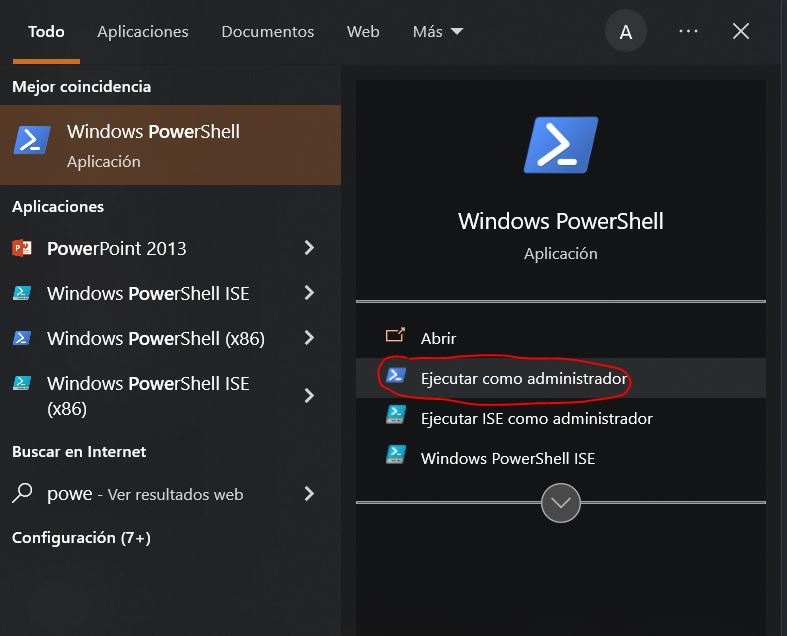 Todo Aplicaciones Documentos Web Más A
Mejor coincidencia
Windows PowerShell
Aplicación
Aplicaciones
PowerPoint 2013
Windows PowerShell ISE
Windows PowerShell (x86)
Windows PowerShell ISE
(x86)
Buscar en Internet
powe - Ver resultados web
Configuración (7+)
Windows PowerShell
Aplicación
Abrir
Ejecutar como administrador
Ejecutar ISE como administrador
Windows PowerShell ISE